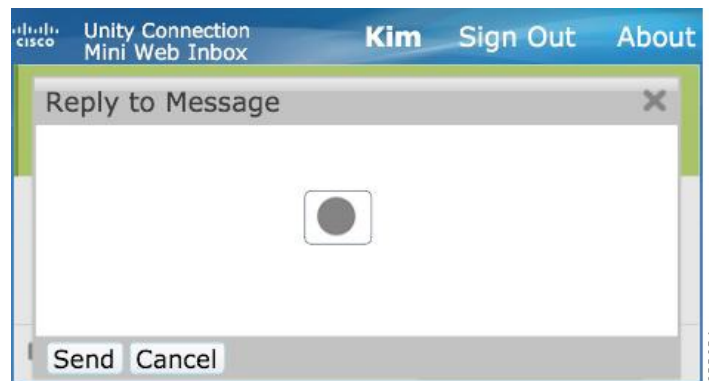 cisco Unity Connection Mini Web Inbox Kim Sign Out About
Reply to Message
Send Cancel